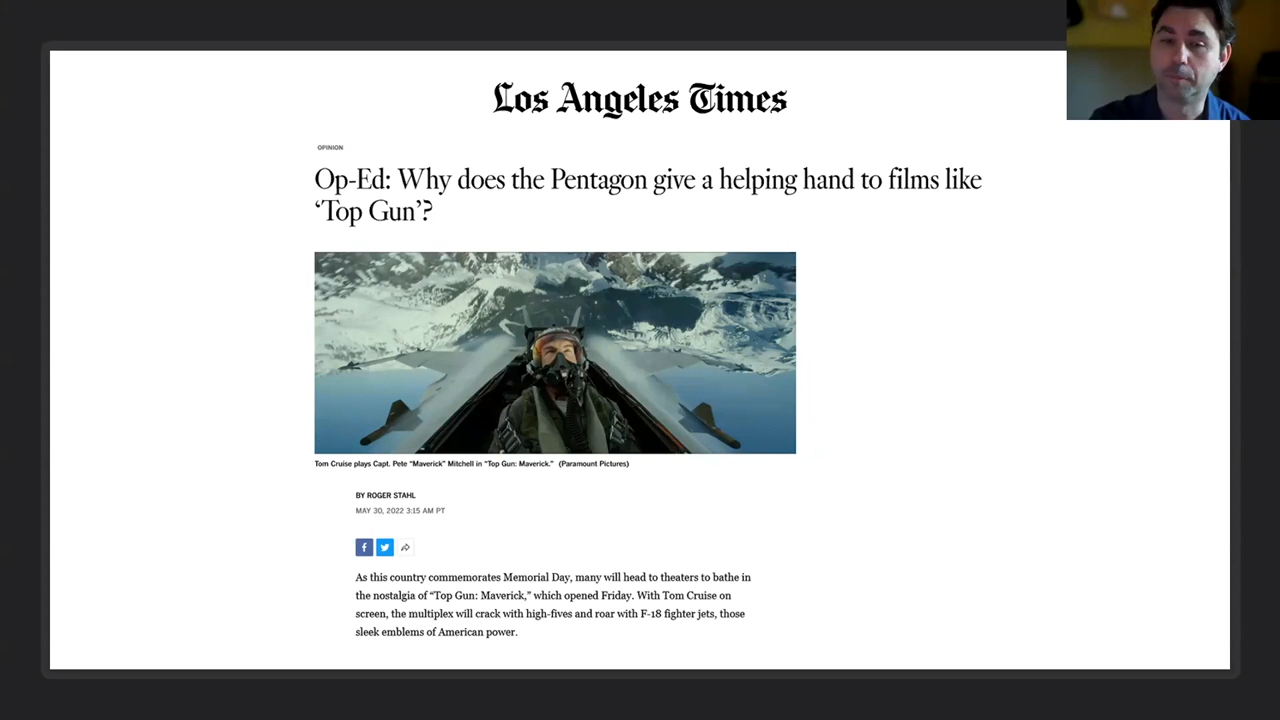 Los Angeles Times
OPINION
Op-Ed: Why does the Pentagon give a helping hand to films like
‘Top Gun’?
Tom Cruise plays Capt. Pete “Maverick” Mitchell in “Top Gun: Maverick.” (Paramount Pictures)
BY ROGER STAHL
MAY 30, 2022 3:15 AM PT
As this country commemorates Memorial Day, many will head to theaters to bathe in
the nostalgia of “Top Gun: Maverick,” which opened Friday. With Tom Cruise on
screen, the multiplex will crack with high-fives and roar with F-18 fighter jets, those
sleek emblems of American power.